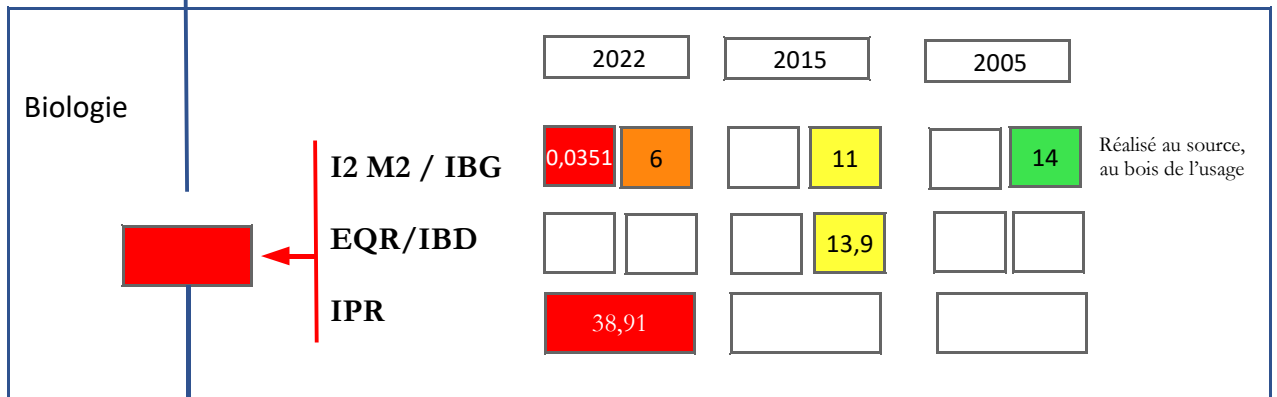 2022 2015 2005
Biologie
I2 M2 / IBG 0,0351 6 11 14 Réalisé au source,
au bois de l'usage
EQR/IBD 13,9
IPR 38,91